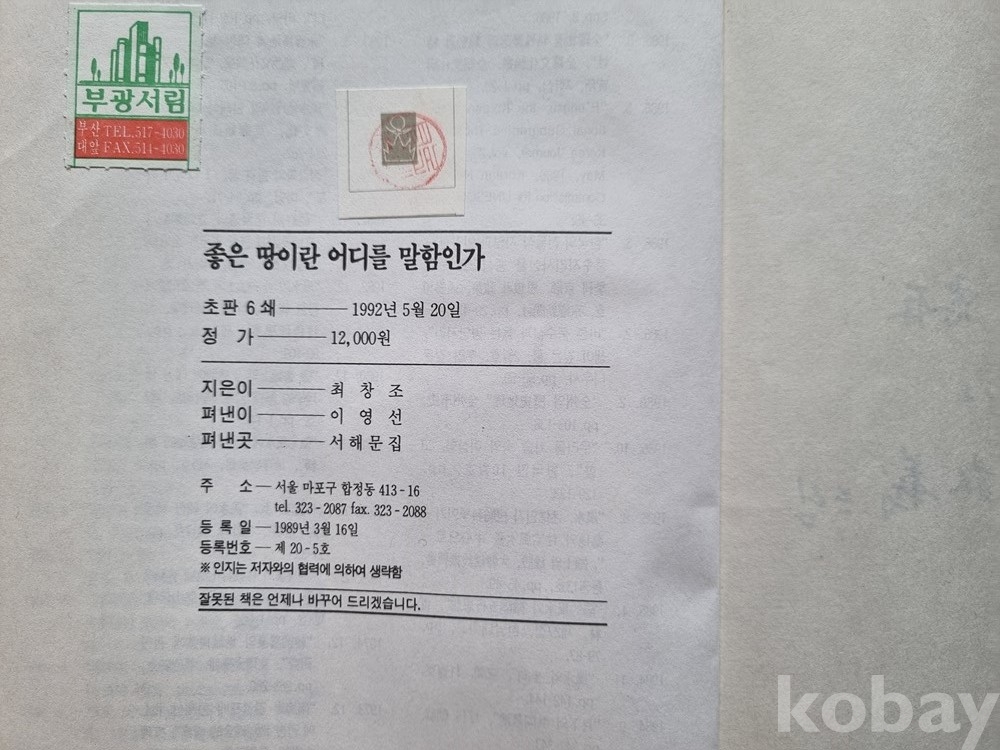 부광서림
부산 TEL.517-4030
대앞 FAX.514-4030
좋은 땅이란 어디를 말함인가
초판 6 쇄 ——— 1992년 5월 20일
정 가 ——— 12,000원
지은이 ——— 최 창 조
펴낸이 ——— 이 영 선
펴낸곳 ——— 서 해 문 집
주 소 — 서울 마포구 합정동 413 - 16
tel. 323 - 2087 fax. 323 - 2088
등 록 일 — 1989년 3월 16일
등록번호 — 제 20 - 5호
※ 인지는 저자와의 협력에 의하여 생략함
잘못된 책은 언제나 바꾸어 드리겠습니다.
kobay